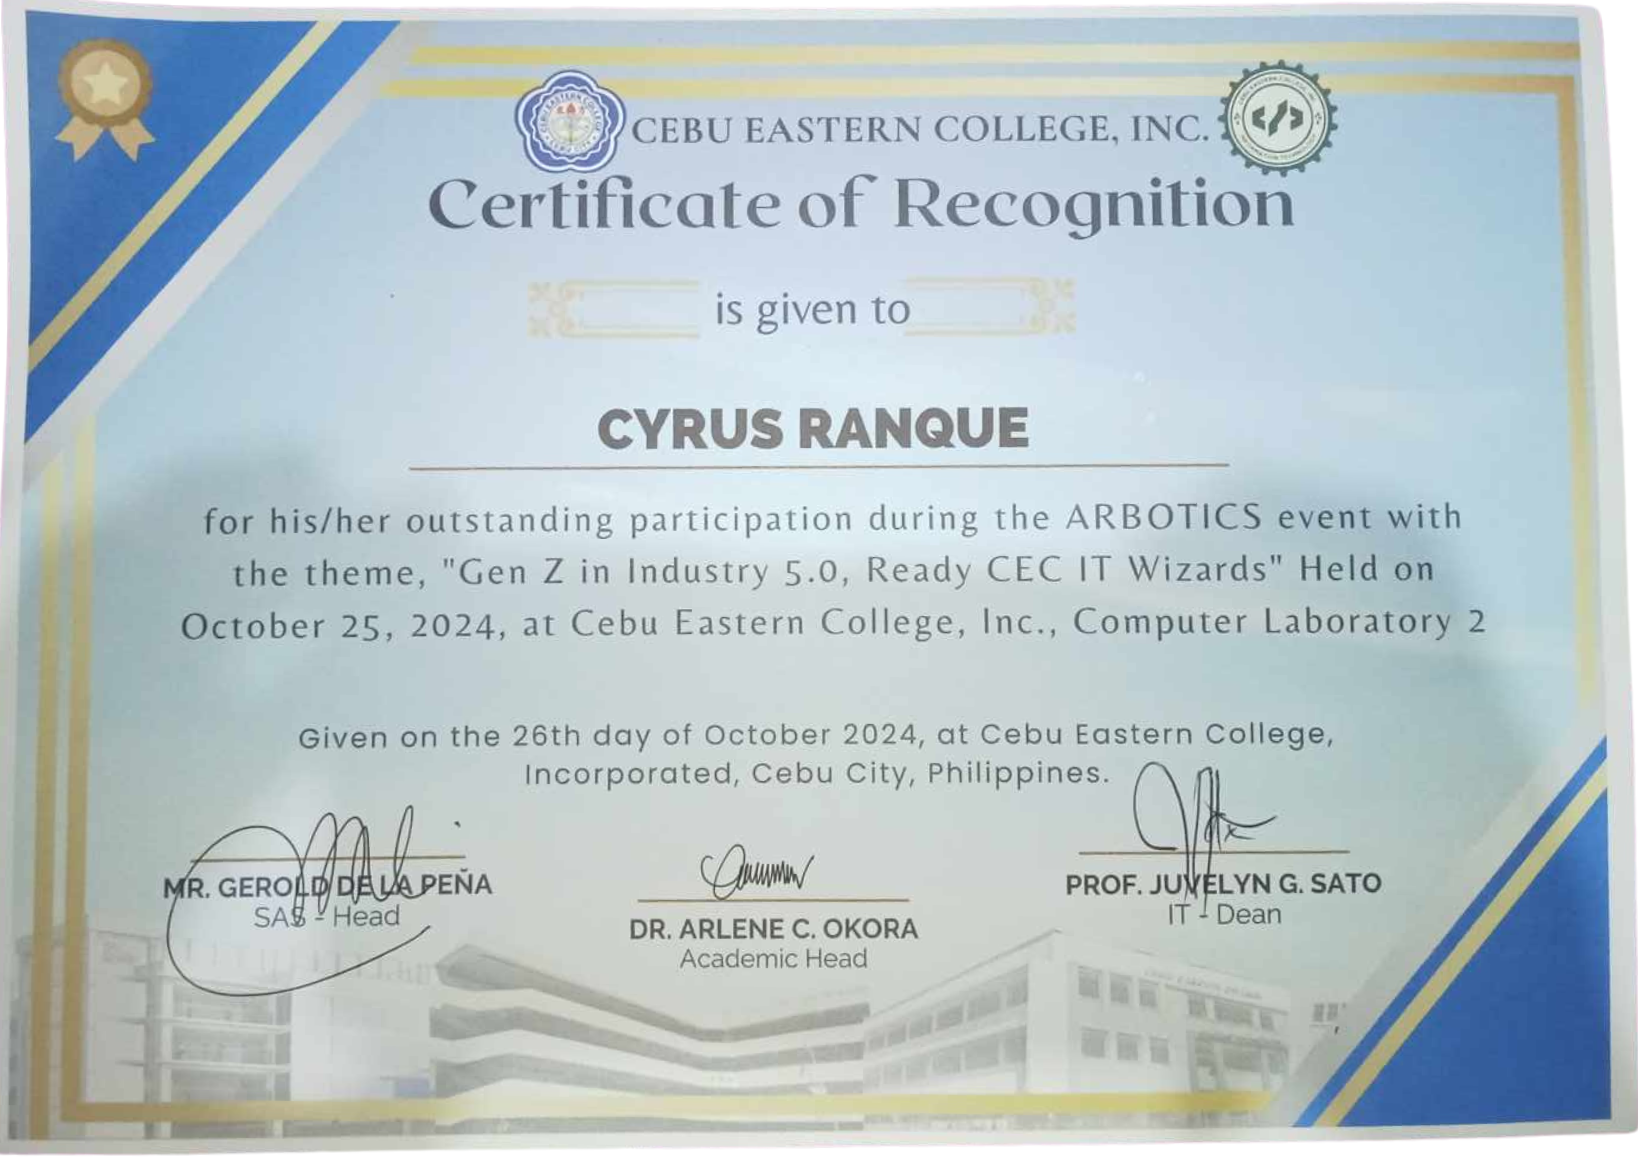 CEBU EASTERN COLLEGE, INC.
Certificate of Recognition
is given to
CYRUS RANQUE
for his/her outstanding participation during the ARBOTICS event with
the theme, "Gen Z in Industry 5.0, Ready CEC IT Wizards" Held on
October 25, 2024, at Cebu Eastern College, Inc., Computer Laboratory 2
Given on the 26th day of October 2024, at Cebu Eastern College,
Incorporated, Cebu City, Philippines.
MR. GEROLD DE LA PEÑA
SAS - Head
DR. ARLENE C. OKORA
Academic Head
PROF. JUVELYN G. SATO
IT - Dean